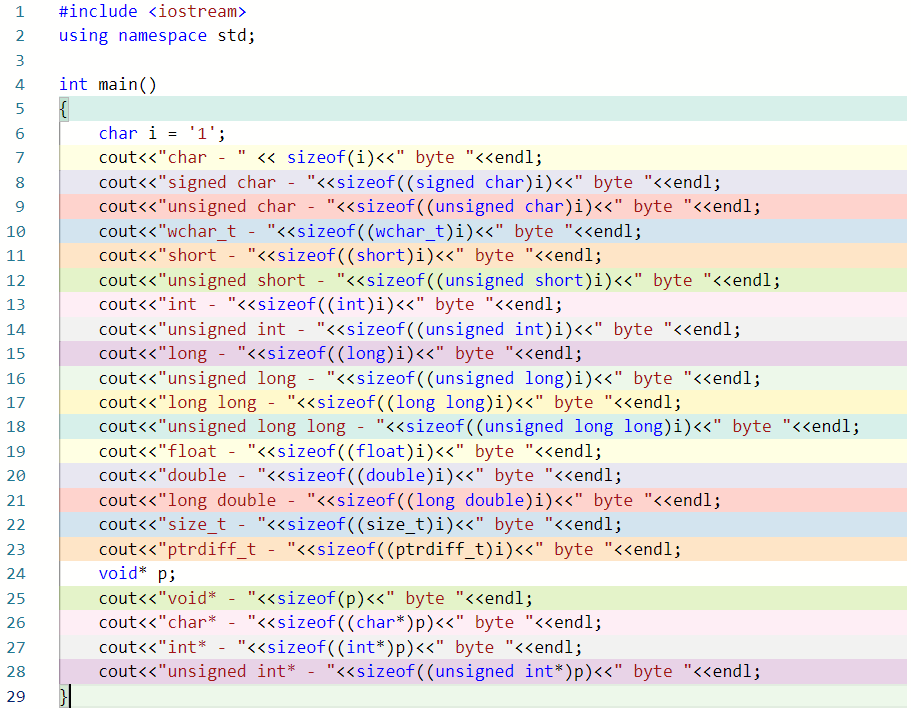 1 #include <iostream>
2 using namespace std;
3
4 int main()
5 {
6 char i = '1';
7 cout<<"char - " << sizeof(i)<<" byte "<<endl;
8 cout<<"signed char - "<<sizeof((signed char)i)<<" byte "<<endl;
9 cout<<"unsigned char - "<<sizeof((unsigned char)i)<<" byte "<<endl;
10 cout<<"wchar_t - "<<sizeof((wchar_t)i)<<" byte "<<endl;
11 cout<<"short - "<<sizeof((short)i)<<" byte "<<endl;
12 cout<<"unsigned short - "<<sizeof((unsigned short)i)<<" byte "<<endl;
13 cout<<"int - "<<sizeof((int)i)<<" byte "<<endl;
14 cout<<"unsigned int - "<<sizeof((unsigned int)i)<<" byte "<<endl;
15 cout<<"long - "<<sizeof((long)i)<<" byte "<<endl;
16 cout<<"unsigned long - "<<sizeof((unsigned long)i)<<" byte "<<endl;
17 cout<<"long long - "<<sizeof((long long)i)<<" byte "<<endl;
18 cout<<"unsigned long long - "<<sizeof((unsigned long long)i)<<" byte "<<endl;
19 cout<<"float - "<<sizeof((float)i)<<" byte "<<endl;
20 cout<<"double - "<<sizeof((double)i)<<" byte "<<endl;
21 cout<<"long double - "<<sizeof((long double)i)<<" byte "<<endl;
22 cout<<"size_t - "<<sizeof((size_t)i)<<" byte "<<endl;
23 cout<<"ptrdiff_t - "<<sizeof((ptrdiff_t)i)<<" byte "<<endl;
24 void* p;
25 cout<<"void* - "<<sizeof(p)<<" byte "<<endl;
26 cout<<"char* - "<<sizeof((char*)p)<<" byte "<<endl;
27 cout<<"int* - "<<sizeof((int*)p)<<" byte "<<endl;
28 cout<<"unsigned int* - "<<sizeof((unsigned int*)p)<<" byte "<<endl;
29 }